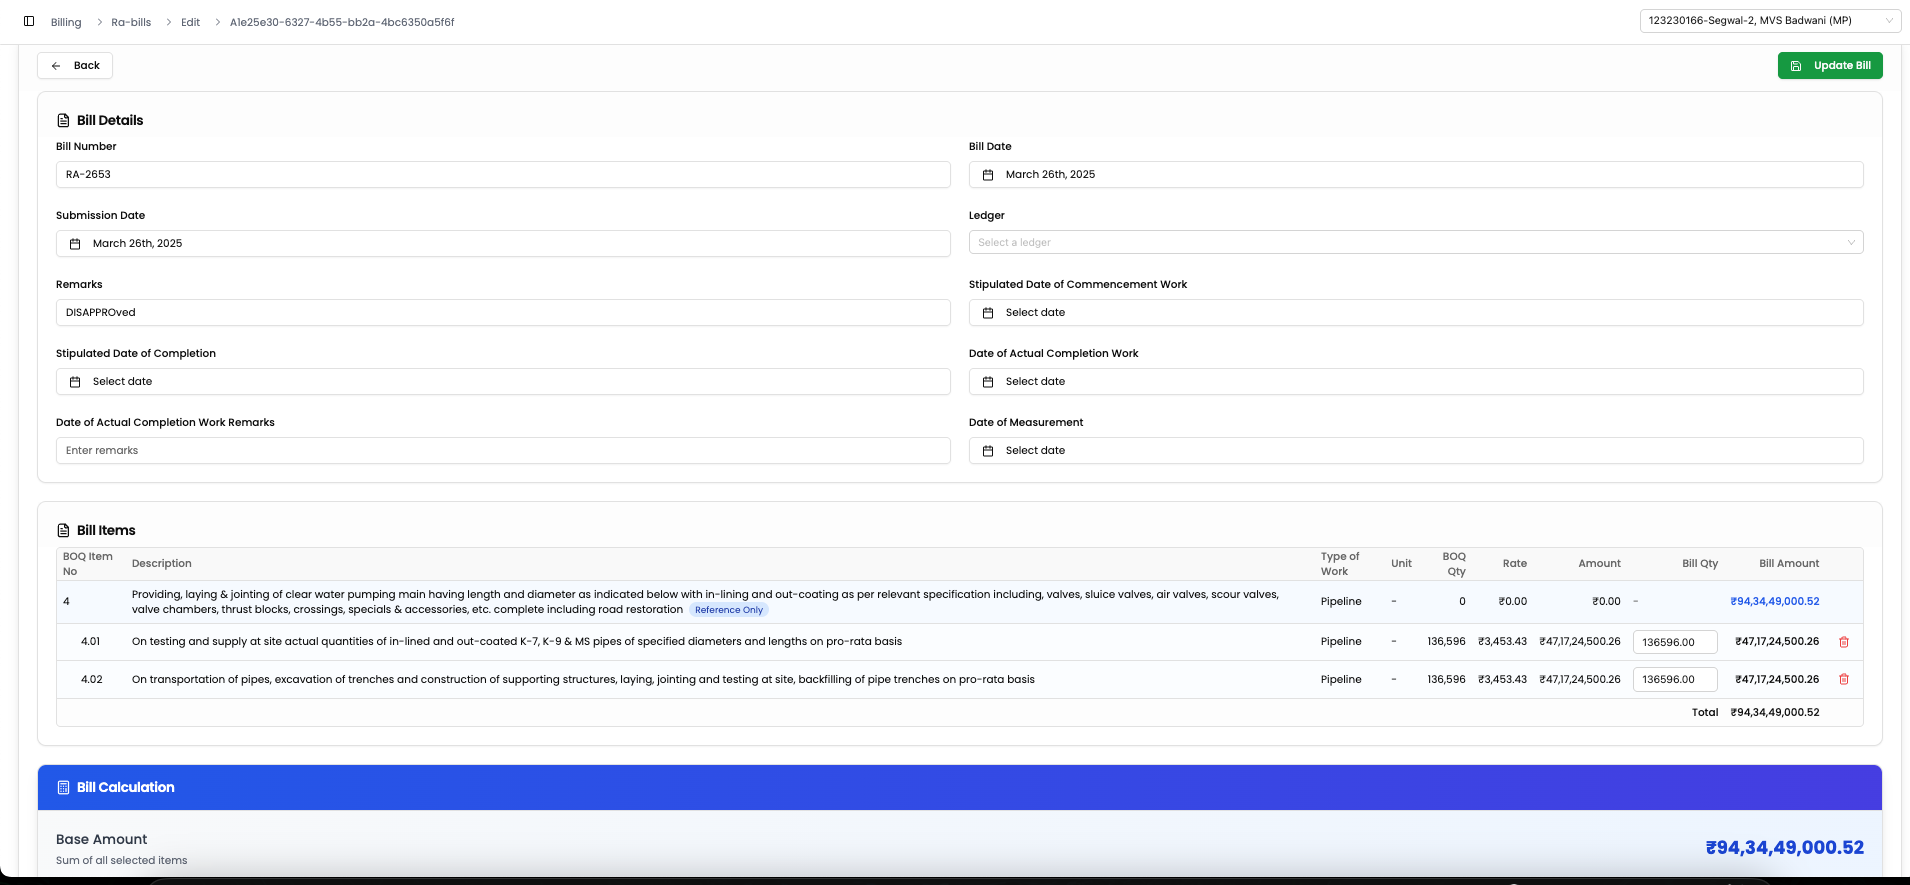 Billing > Ra-bills > Edit > A1e25e30-6327-4b55-bb2a-4bc6350a5f6f
123230166-Segwal-2, MVS Badwani (MP)
Back
Update Bill
Bill Details
Bill Number
Bill Date
RA-2653
March 26th, 2025
Submission Date
Ledger
March 26th, 2025
Select a ledger
Remarks
Stipulated Date of Commencement Work
DISAPPROved
Select date
Stipulated Date of Completion
Date of Actual Completion Work
Select date
Select date
Date of Actual Completion Work Remarks
Date of Measurement
Enter remarks
Select date
Bill Items
BOQ Item No Description Type of Work Unit BOQ Qty Rate Amount Bill Qty Bill Amount
4 Providing, laying & jointing of clear water pumping main having length and diameter as indicated below with in-lining and out-coating as per relevant specification including, valves, sluice valves, air valves, scour valves,
valve chambers, thrust blocks, crossings, specials & accessories, etc. complete including road restoration Reference Only Pipeline - 0 ₹0.00 ₹0.00 - ₹94,34,49,000.52
4.01 On testing and supply at site actual quantities of in-lined and out-coated K-7, K-9 & MS pipes of specified diameters and lengths on pro-rata basis Pipeline - 136,596 ₹3,453.43 ₹47,17,24,500.26 136596.00 ₹47,17,24,500.26
4.02 On transportation of pipes, excavation of trenches and construction of supporting structures, laying, jointing and testing at site, backfilling of pipe trenches on pro-rata basis Pipeline - 136,596 ₹3,453.43 ₹47,17,24,500.26 136596.00 ₹47,17,24,500.26
Total ₹94,34,49,000.52
Bill Calculation
Base Amount
Sum of all selected items
₹94,34,49,000.52